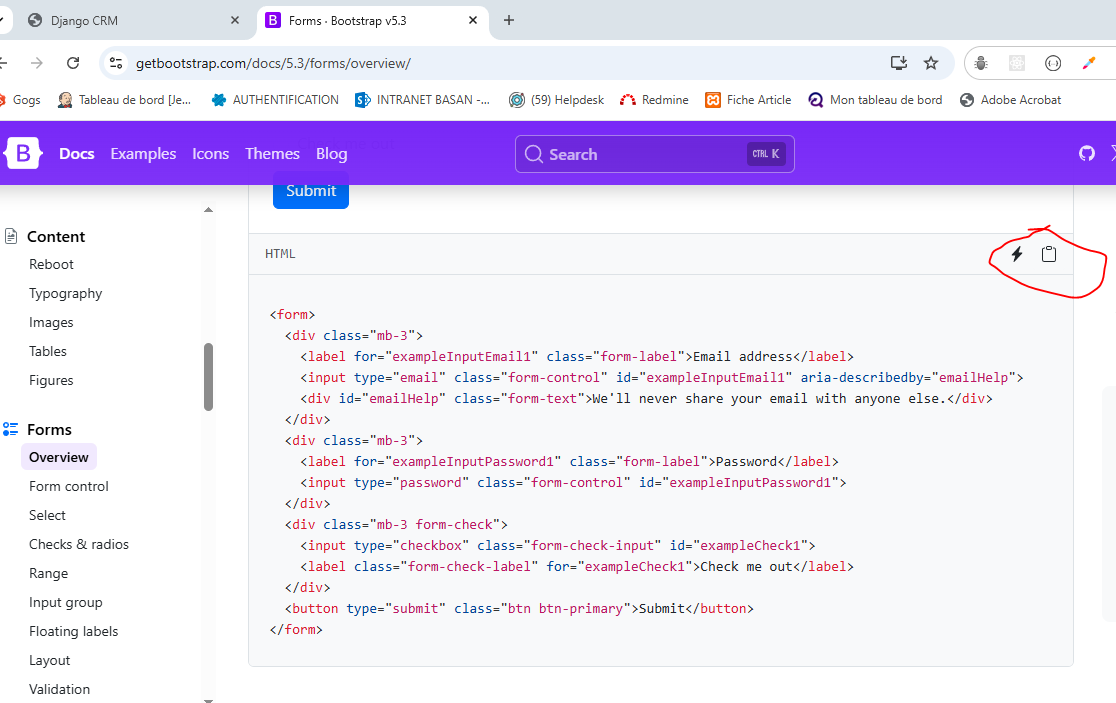 Django CRM
B Forms · Bootstrap v5.3
getbootstrap.com/docs/5.3/forms/overview/
Gogs
Tableau de bord [Je...
AUTHENTIFICATION
INTRANET BASAN -...
(59) Helpdesk
Redmine
Fiche Article
Mon tableau de bord
Adobe Acrobat
B Docs Examples Icons Themes Blog
Search
CTRL K
Submit
Content
Reboot
Typography
Images
Tables
Figures
Forms
Overview
Form control
Select
Checks & radios
Range
Input group
Floating labels
Layout
Validation
HTML
<form>
  <div class="mb-3">
    <label for="exampleInputEmail1" class="form-label">Email address</label>
    <input type="email" class="form-control" id="exampleInputEmail1" aria-describedby="emailHelp">
    <div id="emailHelp" class="form-text">We'll never share your email with anyone else.</div>
  </div>
  <div class="mb-3">
    <label for="exampleInputPassword1" class="form-label">Password</label>
    <input type="password" class="form-control" id="exampleInputPassword1">
  </div>
  <div class="mb-3 form-check">
    <input type="checkbox" class="form-check-input" id="exampleCheck1">
    <label class="form-check-label" for="exampleCheck1">Check me out</label>
  </div>
  <button type="submit" class="btn btn-primary">Submit</button>
</form>